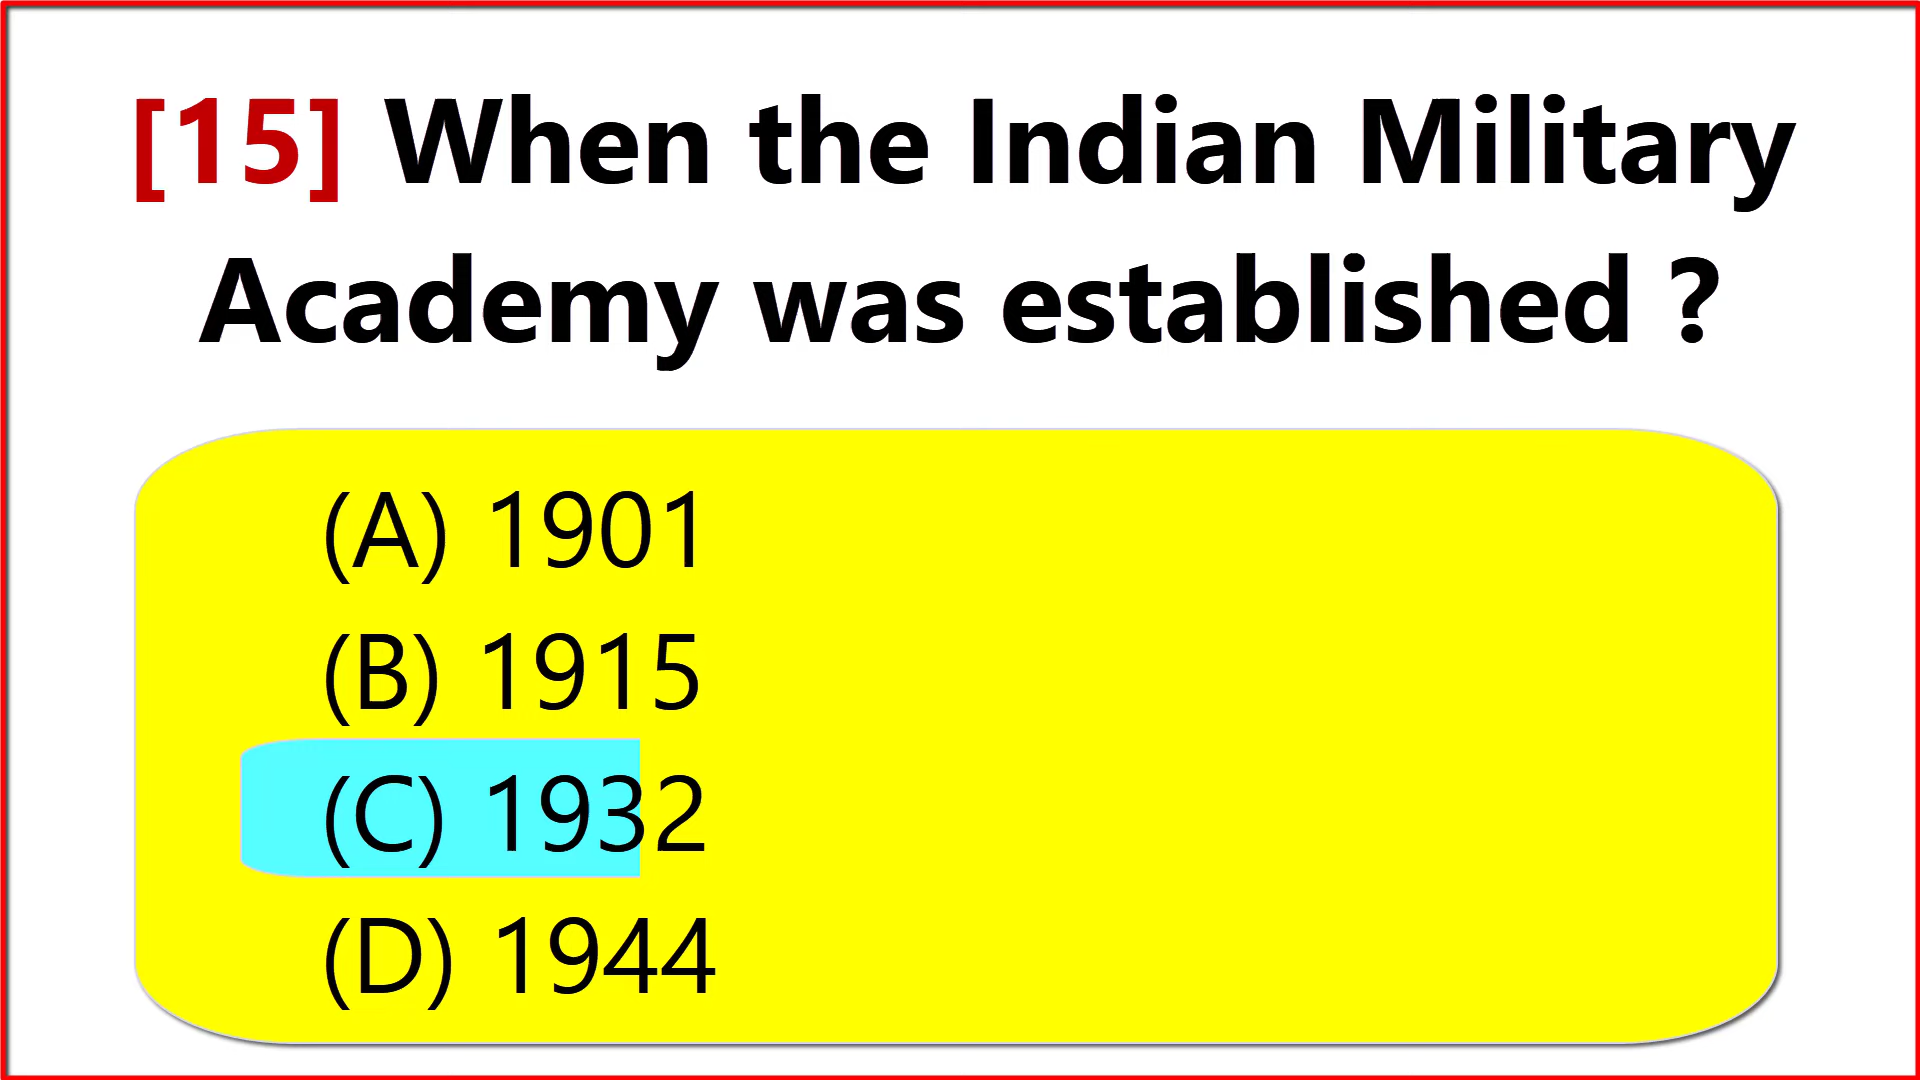 [15] When the Indian Military
Academy was established ?
(A) 1901
(B) 1915
(C) 1932
(D) 1944